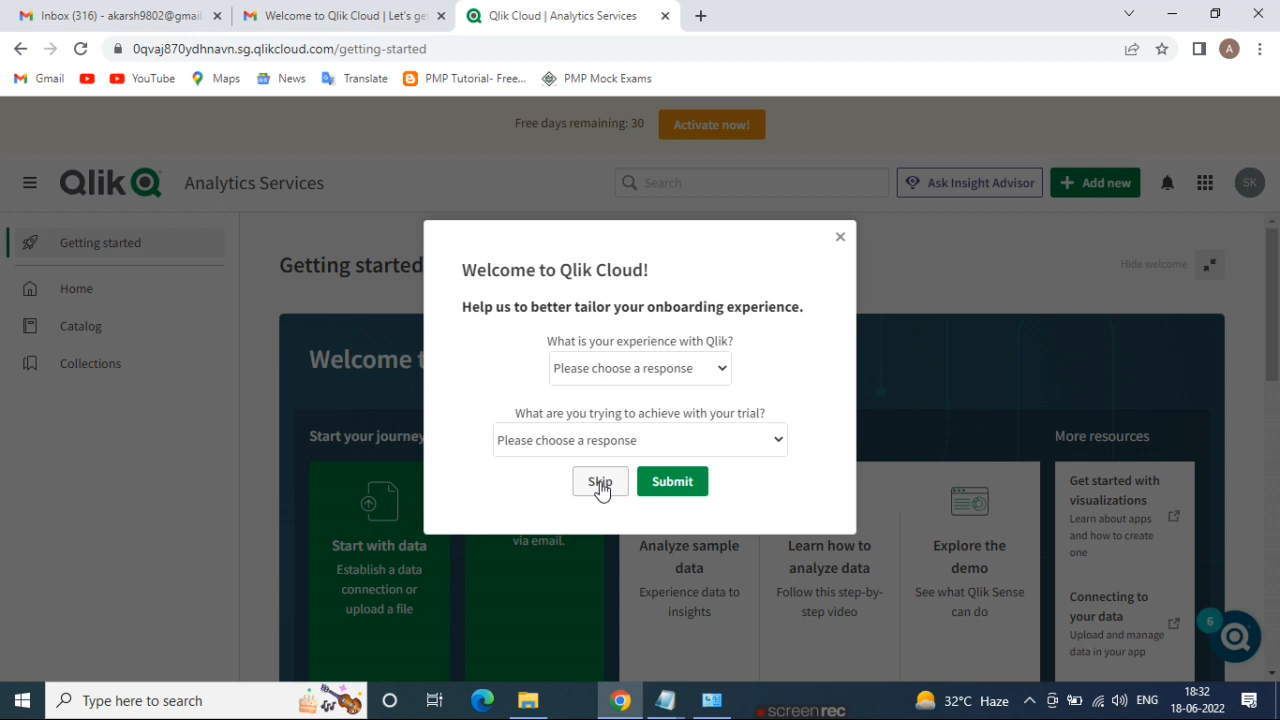 Inbox (316) - akarsh9802@gmail.
Welcome to Qlik Cloud | Let's get
Qlik Cloud | Analytics Services
0qvaj870ydhnavn.sg.qlikcloud.com/getting-started
A
Gmail
YouTube
Maps
News
Translate
PMP Tutorial- Free...
PMP Mock Exams
Free days remaining: 30
Activate now!
Qlik
Analytics Services
Search
Ask Insight Advisor
Add new
SK
Getting started
Home
Catalog
Collections
Getting started
Hide welcome
Welcome t
Start your journey
More resources
Welcome to Qlik Cloud!
Help us to better tailor your onboarding experience.
What is your experience with Qlik?
Please choose a response
What are you trying to achieve with your trial?
Please choose a response
Skip
Submit
Start with data
Establish a data
connection or
upload a file
via email.
Analyze sample
data
Experience data to
insights
Learn how to
analyze data
Follow this step-by-
step video
Explore the
demo
See what Qlik Sense
can do
Get started with
visualizations
Learn about apps
and how to create
one
Connecting to
your data
Upload and manage
data in your app
6
Type here to search
32°C Haze
ENG
18:32
18-06-2022
screenrec